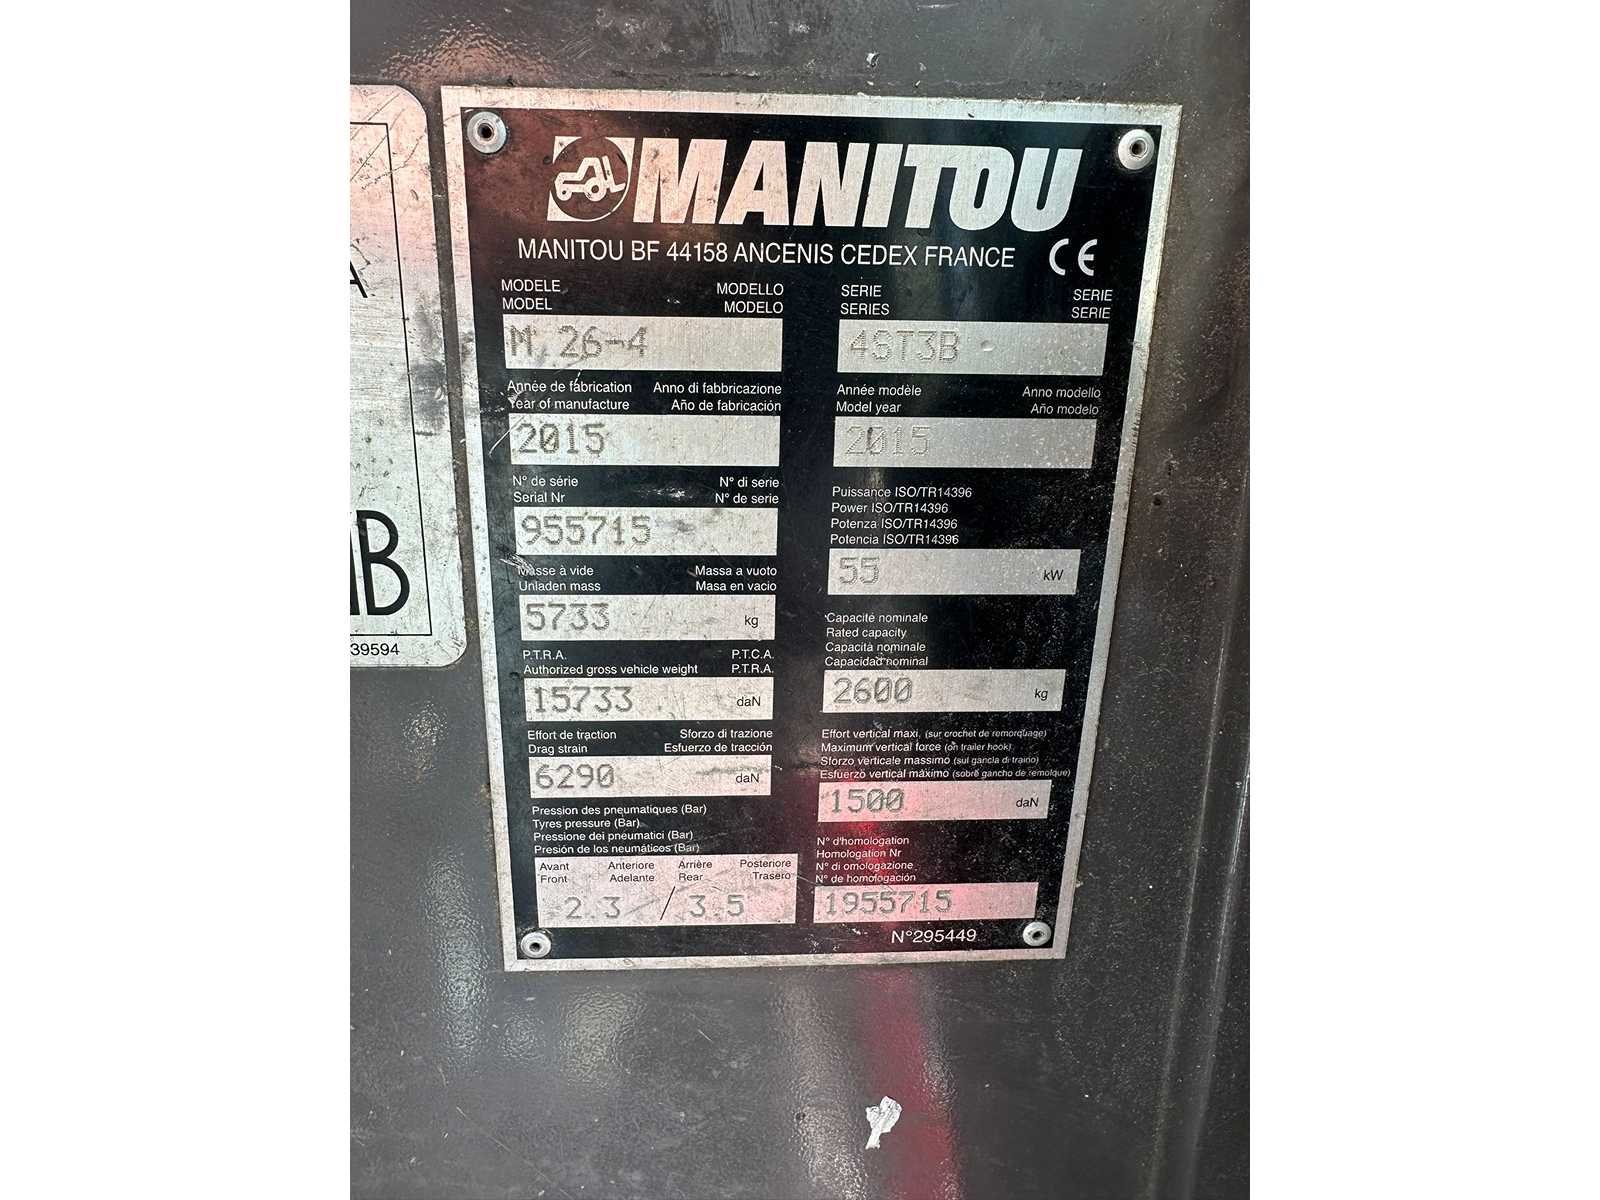 MANITOU
MANITOU BF 44158 ANCENIS CEDEX FRANCE CE
MODELE MODELLO
MODEL MODELO
M 26-4
Année de fabrication Anno di fabbricazione
Year of manufacture Año de fabricación
2015
N° de série N° di serie
Serial Nr N° de serie
955715
Masse à vide Massa a vuoto
Unladen mass Masa en vacio
5733 kg
P.T.R.A. P.T.C.A.
Authorized gross vehicle weight P.T.R.A.
15733 daN
Effort de traction Sforzo di trazione
Drag strain Esfuerzo de tracción
6290 daN
Pression des pneumatiques (Bar)
Tyres pressure (Bar)
Pressione dei pneumatici (Bar)
Presión de los neumáticos (Bar)
Avant Anteriore Arrière Posteriore
Front Adelante Rear Trasero
2.3 / 3.5
SERIE SERIE
SERIES SERIE
4ST3B
Année modèle Anno modello
Model year Año modelo
2015
Puissance ISO/TR14396
Power ISO/TR14396
Potenza ISO/TR14396
Potencia ISO/TR14396
55 kW
Capacité nominale
Rated capacity
Capacità nominale
Capacidad nominal
2600 kg
Effort vertical maxi. (sur crochet de remorquage)
Maximum vertical force (on trailer hook)
Sforzo verticale massimo (sul gancia di traino)
Esfuerzo vertical máximo (sobre gancho de remolque)
1500 daN
N° d'homologation
Homologation Nr
N° di omologazione
N° de homologación
1955715
N°295449
A
B
39594